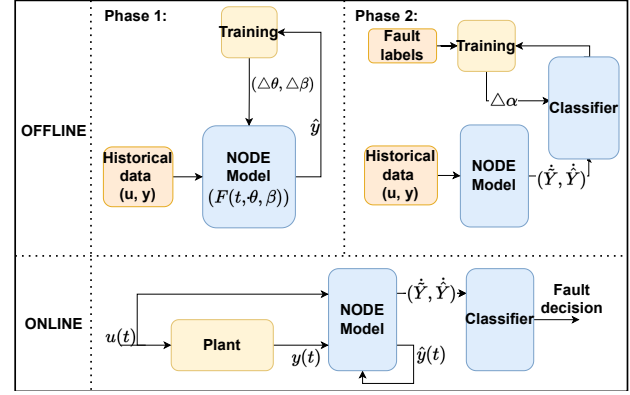 Phase 1:
Training
(△θ, △β)
ŷ
OFFLINE
Historical
data
(u, y)
NODE
Model
(F(t, θ, β))
Phase 2:
Fault
labels
Training
△α
Classifier
Historical
data
(u, y)
NODE
Model
(Ỹ̇, Ŷ̇)
ONLINE
u(t)
Plant
y(t)
NODE
Model
ŷ(t)
(Ỹ̇, Ŷ̇)
Classifier
Fault
decision